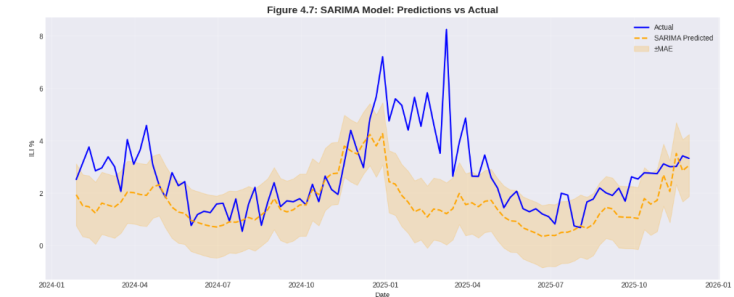 Figure 4.7: SARIMA Model: Predictions vs Actual
Actual
SARIMA Predicted
±MAE
8
6
4
2
0
ILI %
2024-01
2024-04
2024-07
2024-10
2025-01
2025-04
2025-07
2025-10
2026-01
Date